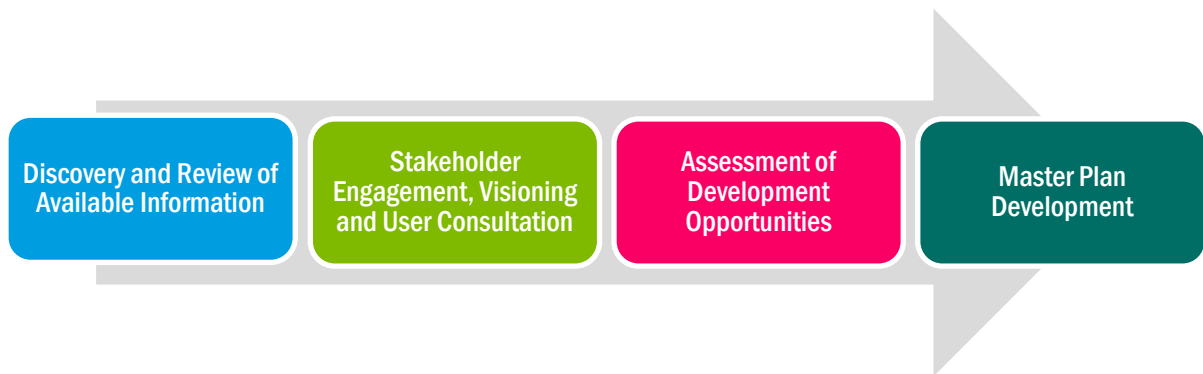 Discovery and Review of
Available Information
Stakeholder
Engagement, Visioning
and User Consultation
Assessment of
Development
Opportunities
Master Plan
Development